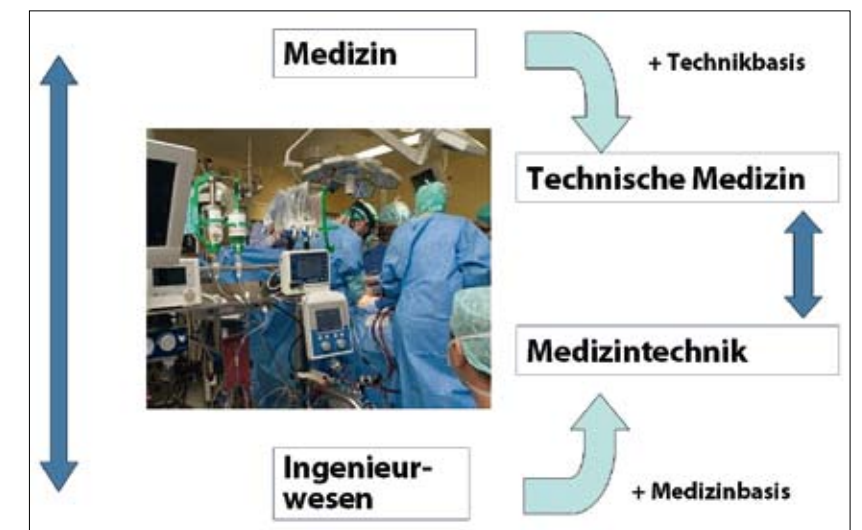 Medizin
+ Technikbasis
Technische Medizin
Medizintechnik
Ingenieur-
wesen
+ Medizinbasis